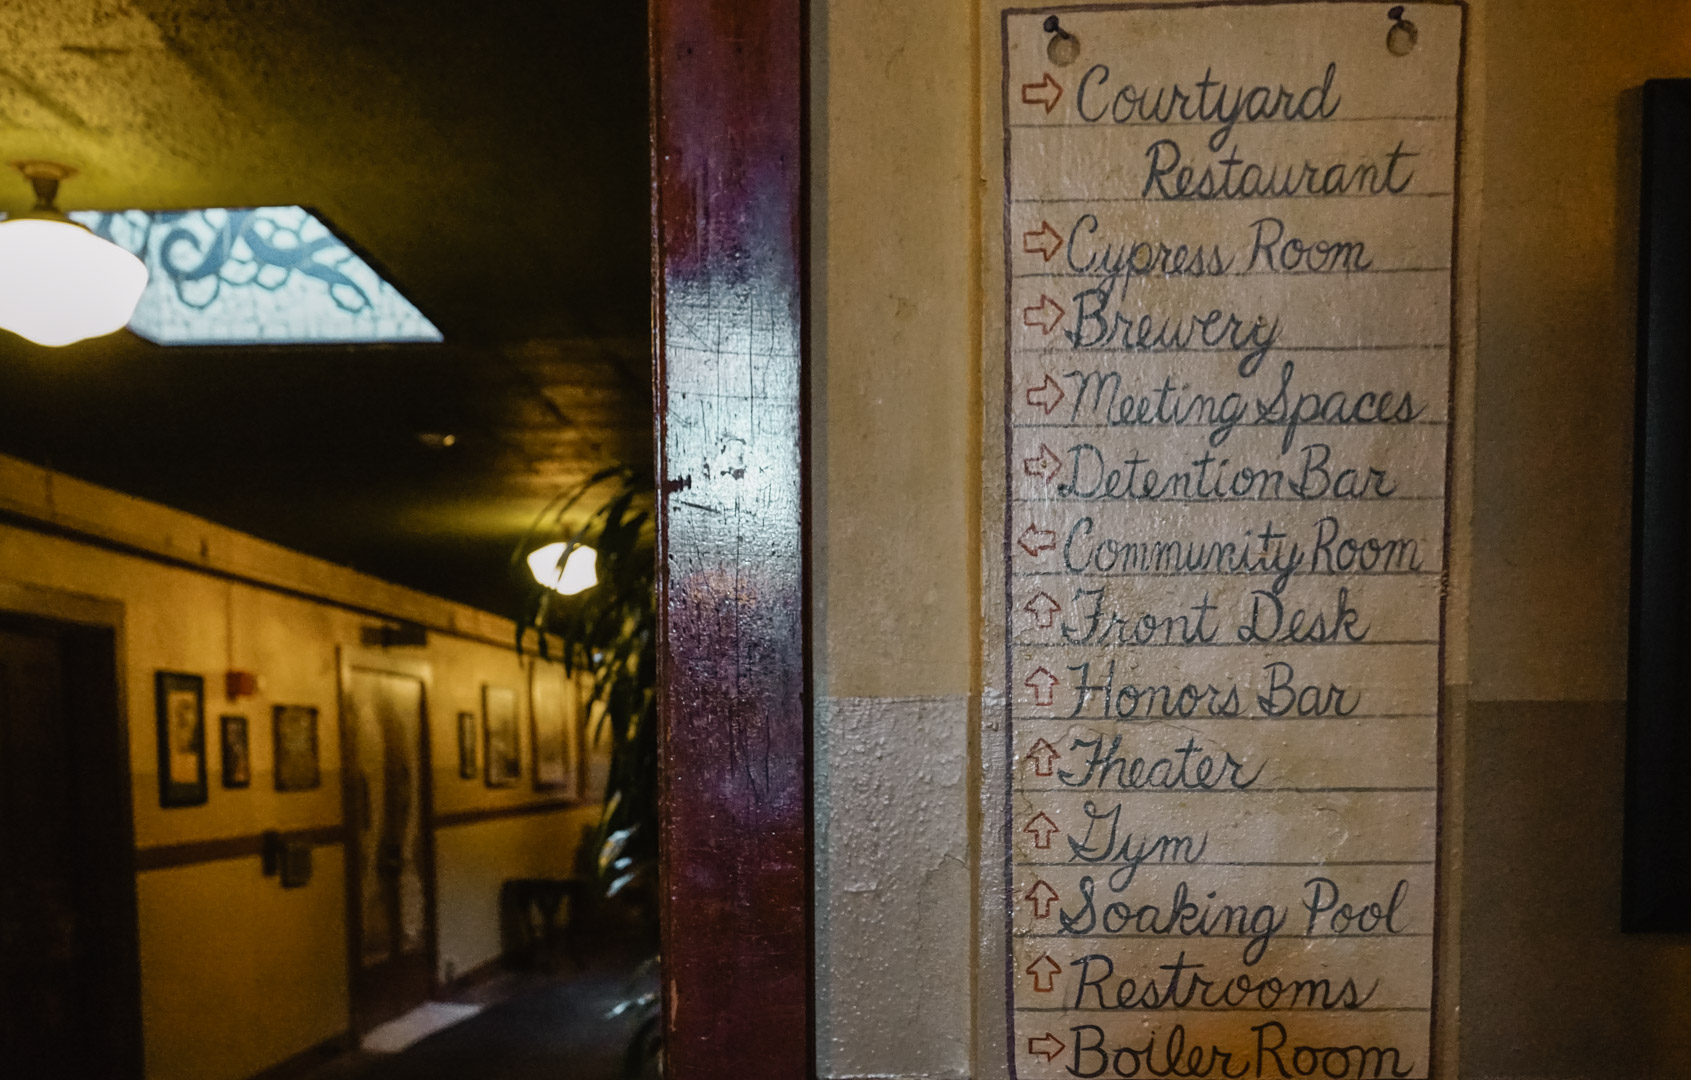 ⇨ Courtyard
Restaurant
⇨ Cypress Room
⇨ Brewery
⇨ Meeting Spaces
⇨ Detention Bar
⇦ Community Room
⇧ Front Desk
⇧ Honors Bar
⇧ Theater
⇧ Gym
⇧ Soaking Pool
⇧ Restrooms
⇨ Boiler Room